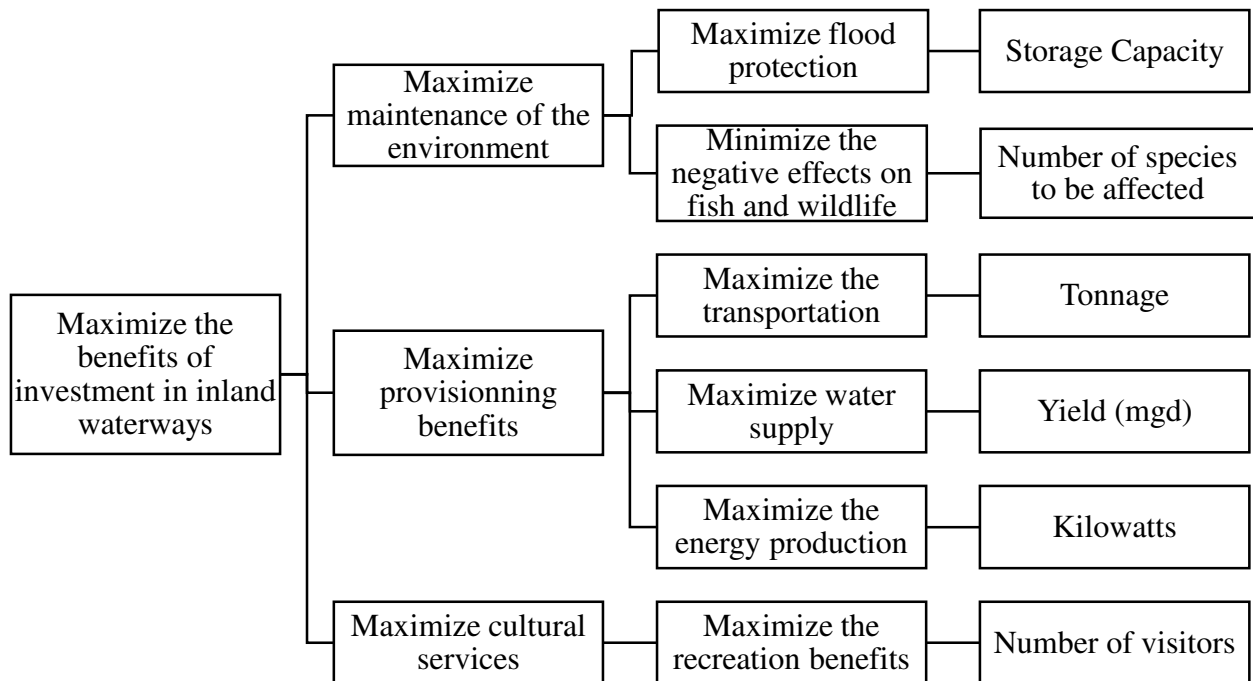 Maximize the
benefits of
investment in inland
waterways
Maximize
maintenance of the
environment
Maximize flood
protection
Storage Capacity
Minimize the
negative effects on
fish and wildlife
Number of species
to be affected
Maximize
provisionning
benefits
Maximize the
transportation
Tonnage
Maximize water
supply
Yield (mgd)
Maximize the
energy production
Kilowatts
Maximize cultural
services
Maximize the
recreation benefits
Number of visitors